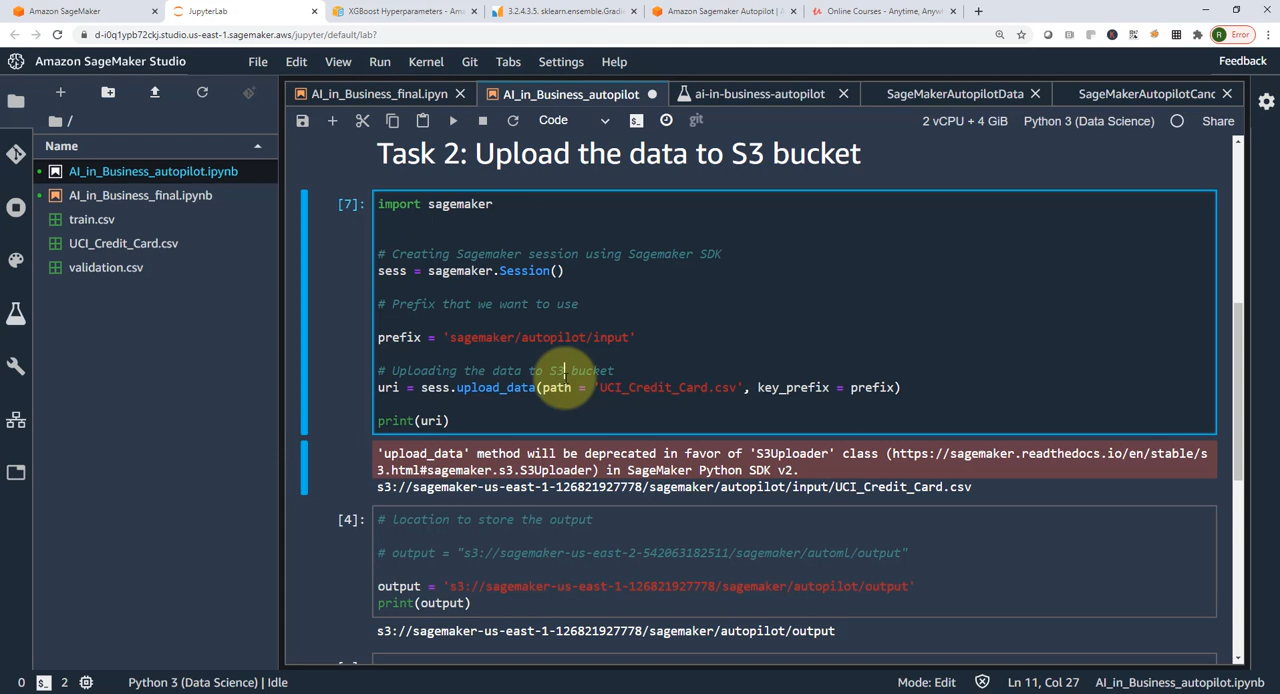 Amazon SageMaker
JupyterLab
XGBoost Hyperparameters - Ama
3.2.4.3.5. sklearn.ensemble.Gradie
Amazon Sagemaker Autopilot | A
Online Courses - Anytime, Anyw
d-i0q1ypb72ckj.studio.us-east-1.sagemaker.aws/jupyter/default/lab?
R Error
Amazon SageMaker Studio
File Edit View Run Kernel Git Tabs Settings Help
Feedback
AI_in_Business_final.ipyn
AI_in_Business_autopilot
ai-in-business-autopilot
SageMakerAutopilotData
SageMakerAutopilotCanc
Code
git
2 vCPU + 4 GiB Python 3 (Data Science) Share
/
Name
AI_in_Business_autopilot.ipynb
AI_in_Business_final.ipynb
train.csv
UCI_Credit_Card.csv
validation.csv
Task 2: Upload the data to S3 bucket
[7]: import sagemaker
# Creating Sagemaker session using Sagemaker SDK
sess = sagemaker.Session()
# Prefix that we want to use
prefix = 'sagemaker/autopilot/input'
# Uploading the data to S3 bucket
uri = sess.upload_data(path = 'UCI_Credit_Card.csv', key_prefix = prefix)
print(uri)
'upload_data' method will be deprecated in favor of 'S3Uploader' class (https://sagemaker.readthedocs.io/en/stable/s
3.html#sagemaker.s3.S3Uploader) in SageMaker Python SDK v2.
s3://sagemaker-us-east-1-126821927778/sagemaker/autopilot/input/UCI_Credit_Card.csv
[4]: # location to store the output
# output = "s3://sagemaker-us-east-2-542063182511/sagemaker/automl/output"
output = 's3://sagemaker-us-east-1-126821927778/sagemaker/autopilot/output'
print(output)
s3://sagemaker-us-east-1-126821927778/sagemaker/autopilot/output
0 2 Python 3 (Data Science) | Idle
Mode: Edit Ln 11, Col 27 AI_in_Business_autopilot.ipynb